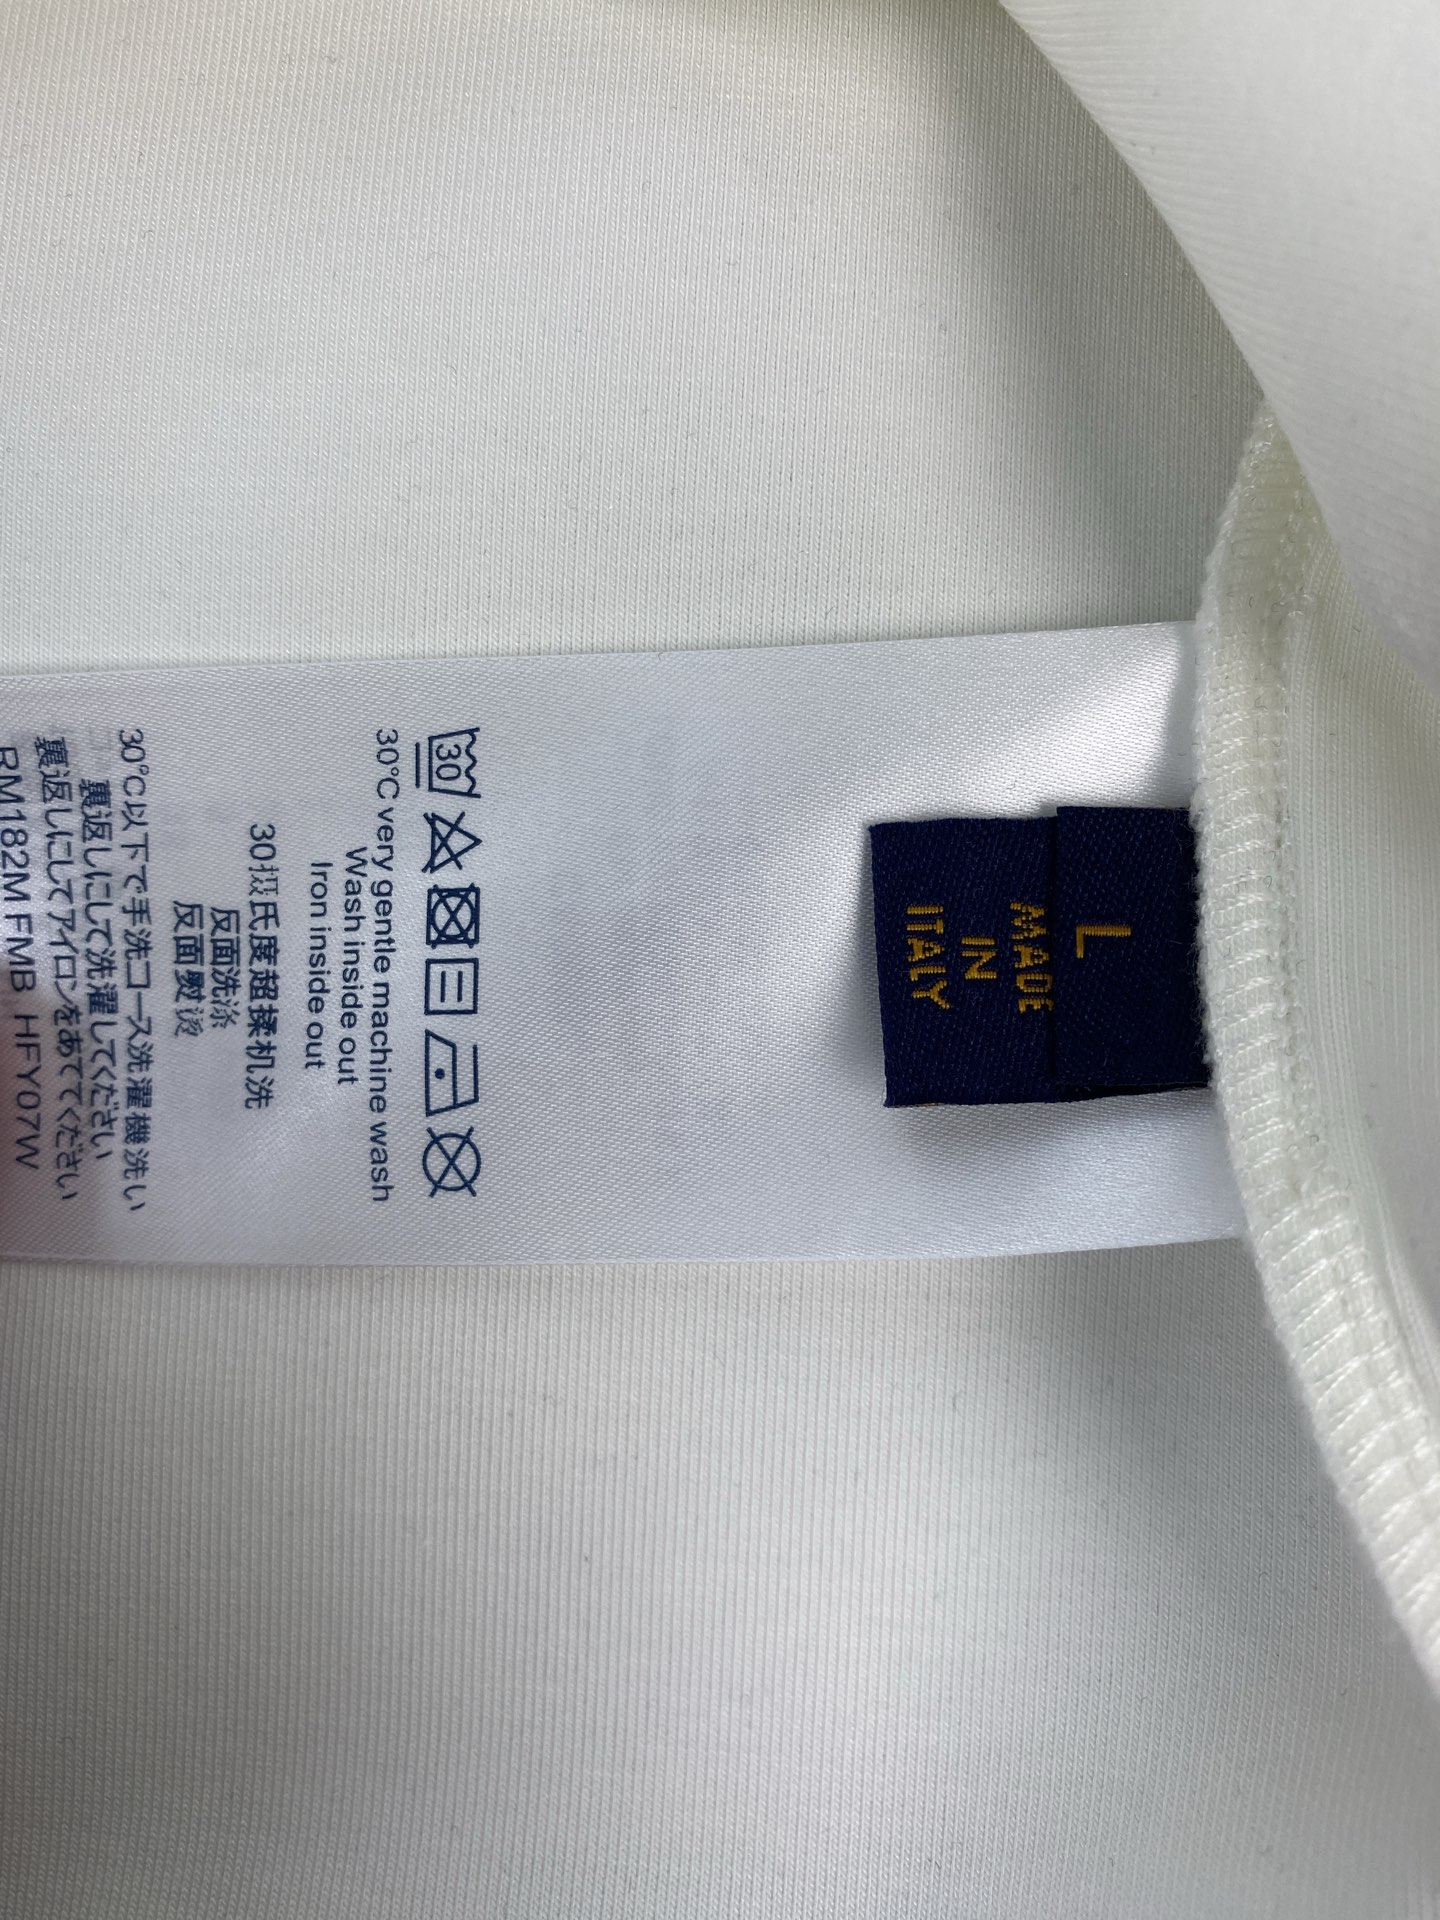 L
MADE
IN
ITALY
30
30°C very gentle machine wash
Wash inside out
Iron inside out
30摄氏度超揉机洗
反面洗涤
反面熨烫
30°C以下で手洗コース洗濯機洗い
裏返しにして洗濯してください
裏返しにしてアイロンをあててください
RM182M FMB HFY07W